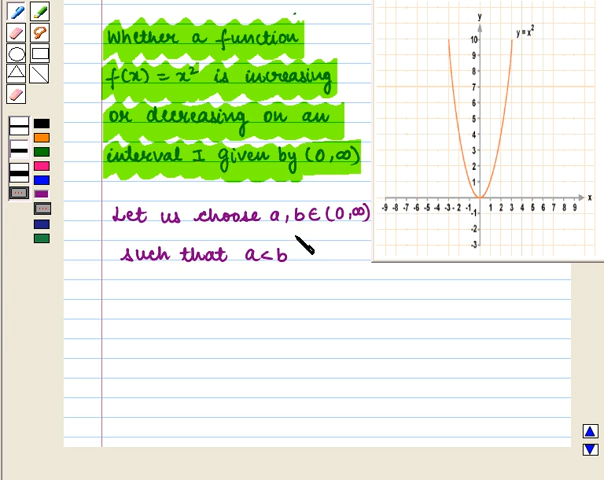 Whether a function
f(x) = x² is increasing
or decreasing on an
interval I given by (0,∞)
Let us choose a, b ∈ (0,∞)
such that a < b
y
y = x²
10
9
8
7
6
5
4
3
2
1
-9 -8 -7 -6 -5 -4 -3 -2 -1 0 1 2 3 4 5 6 7 8 9 x
-1
-2
-3